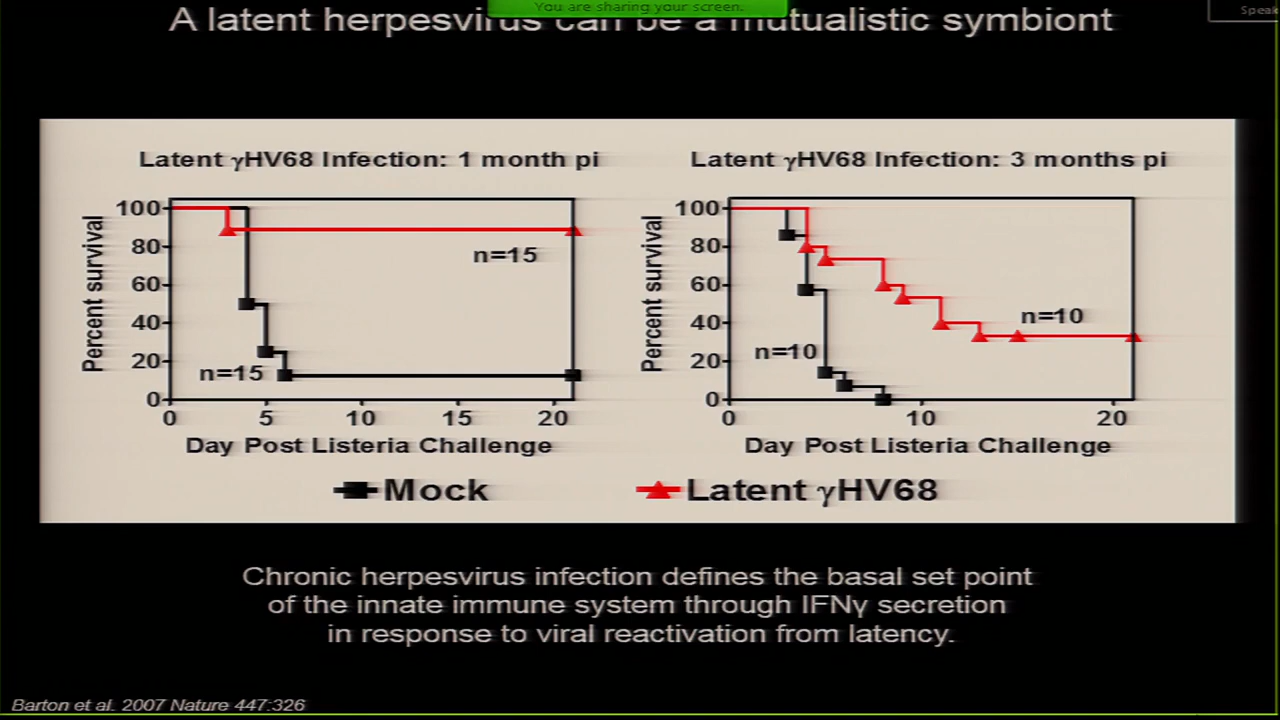 You are sharing your screen.
Speak
A latent herpesvirus can be a mutualistic symbiont
Latent γHV68 Infection: 1 month pi
Latent γHV68 Infection: 3 months pi
Percent survival
100
80
60
40
20
0
n=15
n=15
0 5 10 15 20
Day Post Listeria Challenge
Percent survival
100
80
60
40
20
0
n=10
n=10
0 10 20
Day Post Listeria Challenge
Mock
Latent γHV68
Chronic herpesvirus infection defines the basal set point
of the innate immune system through IFNγ secretion
in response to viral reactivation from latency.
Barton et al. 2007 Nature 447:326